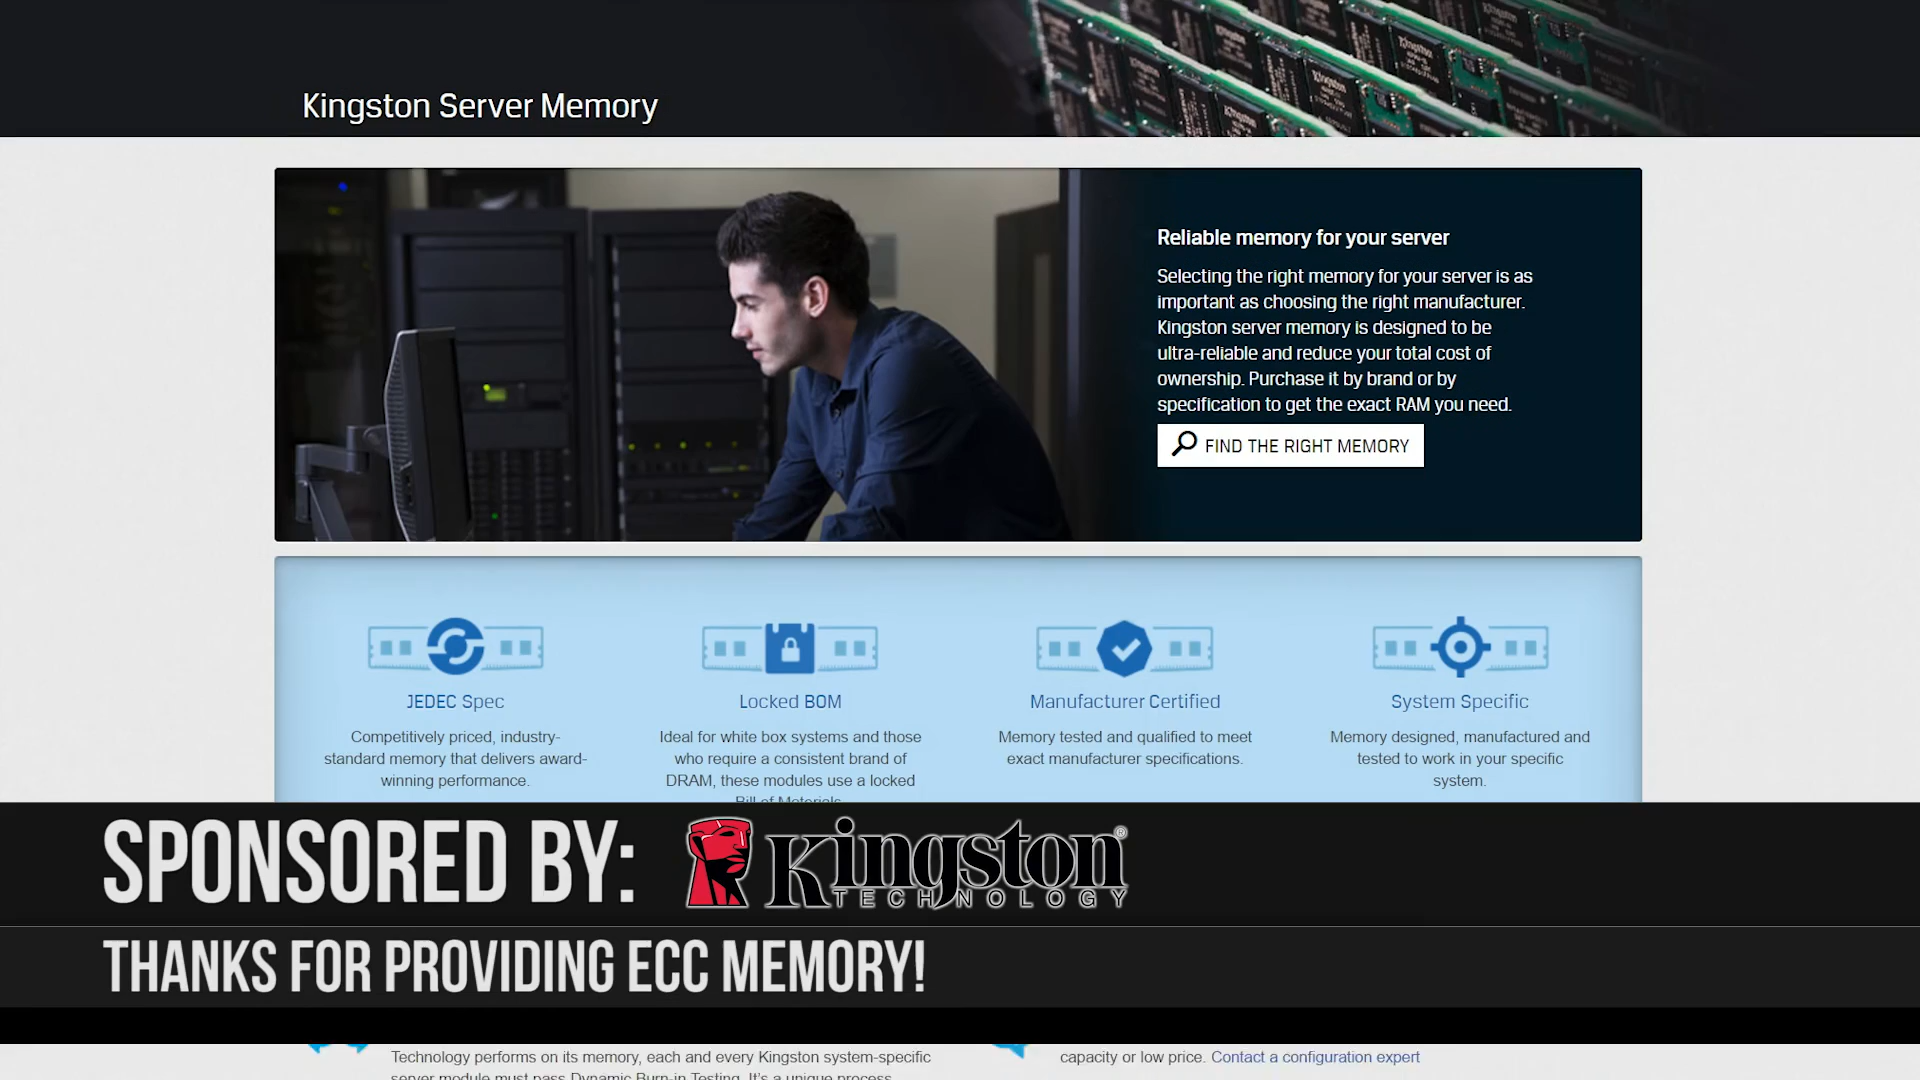 Kingston Server Memory
Reliable memory for your server
Selecting the right memory for your server is as
important as choosing the right manufacturer.
Kingston server memory is designed to be
ultra-reliable and reduce your total cost of
ownership. Purchase it by brand or by
specification to get the exact RAM you need.
FIND THE RIGHT MEMORY
JEDEC Spec
Competitively priced, industry-
standard memory that delivers award-
winning performance.
Locked BOM
Ideal for white box systems and those
who require a consistent brand of
DRAM, these modules use a locked
Bill of Materials.
Manufacturer Certified
Memory tested and qualified to meet
exact manufacturer specifications.
System Specific
Memory designed, manufactured and
tested to work in your specific
system.
SPONSORED BY: Kingston®
TECHNOLOGY
THANKS FOR PROVIDING ECC MEMORY!
Technology performs on its memory, each and every Kingston system-specific
server module must pass Dynamic Burn-in Testing. It's a unique process
capacity or low price. Contact a configuration expert